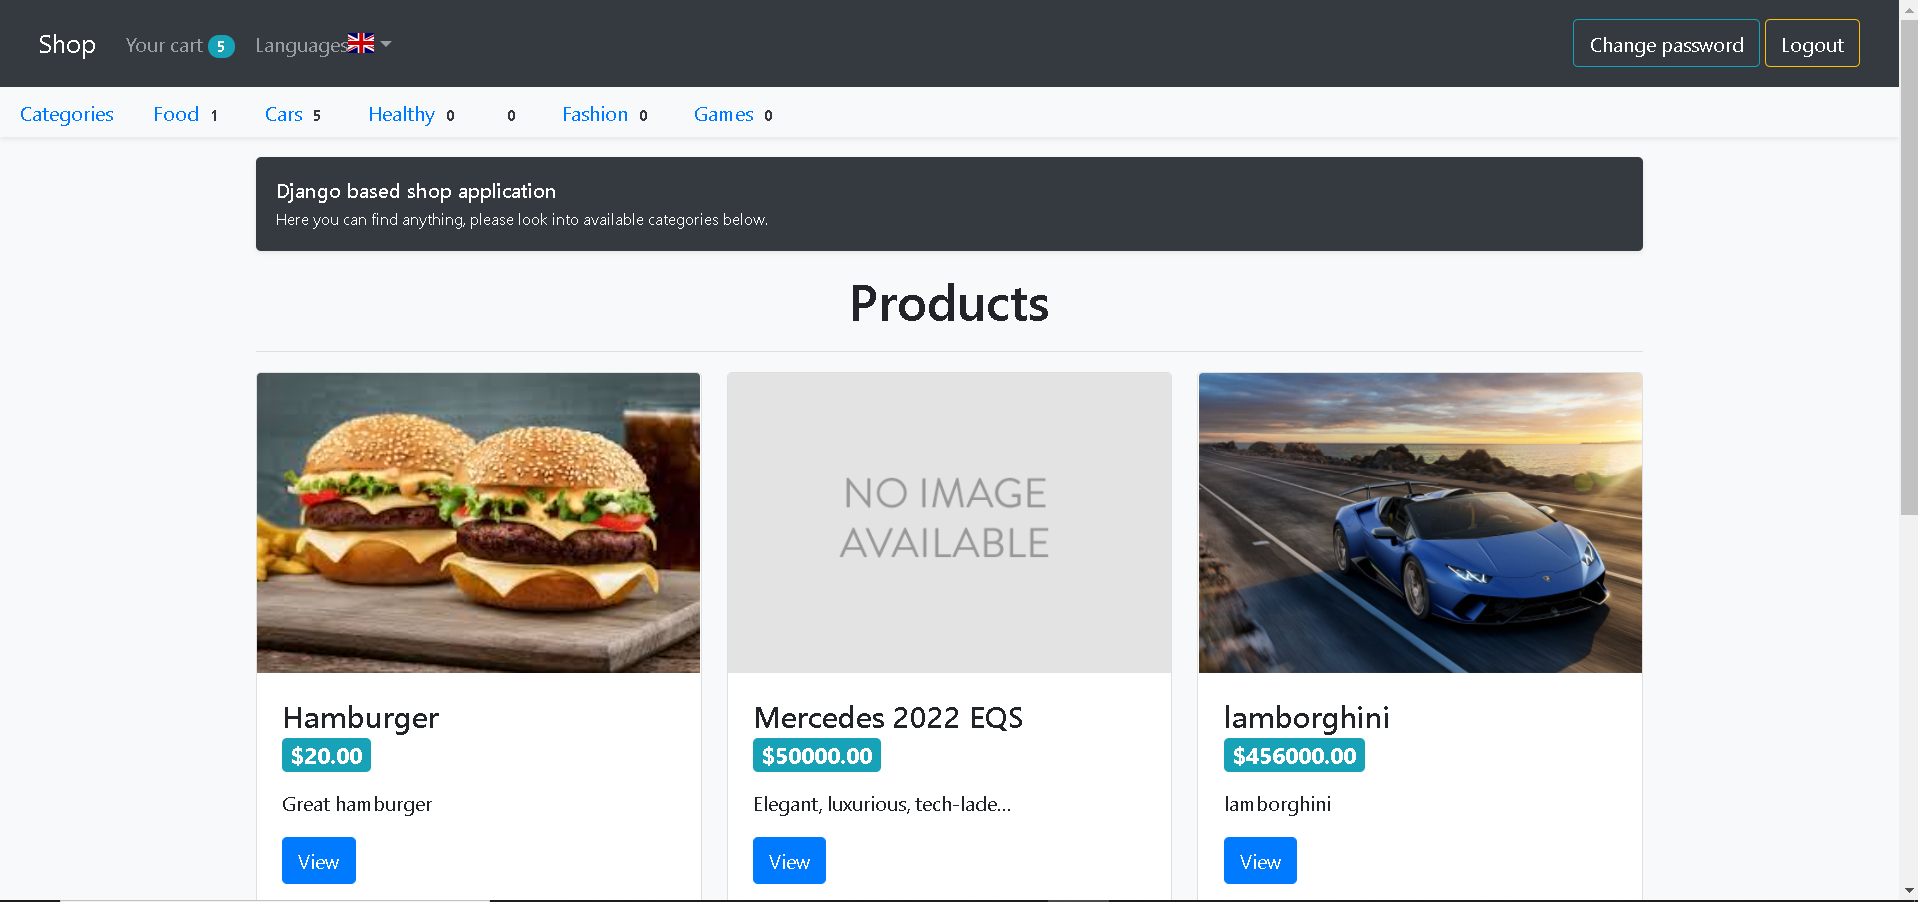 Shop Your cart 5 Languages Change password Logout
Categories Food 1 Cars 5 Healthy 0 0 Fashion 0 Games 0
Django based shop application
Here you can find anything, please look into available categories below.
Products
NO IMAGE
AVAILABLE
Hamburger
$20.00
Great hamburger
View
Mercedes 2022 EQS
$50000.00
Elegant, luxurious, tech-lade...
View
lamborghini
$456000.00
lamborghini
View